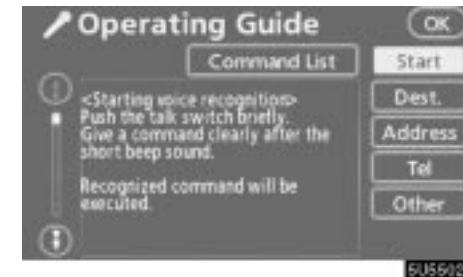 Operating Guide
OK
Command List
Start
<Starting voice recognition>
Push the talk switch briefly.
Give a command clearly after the
short beep sound.
Recognized command will be
executed.
Dest.
Address
Tel
Other
5U5502